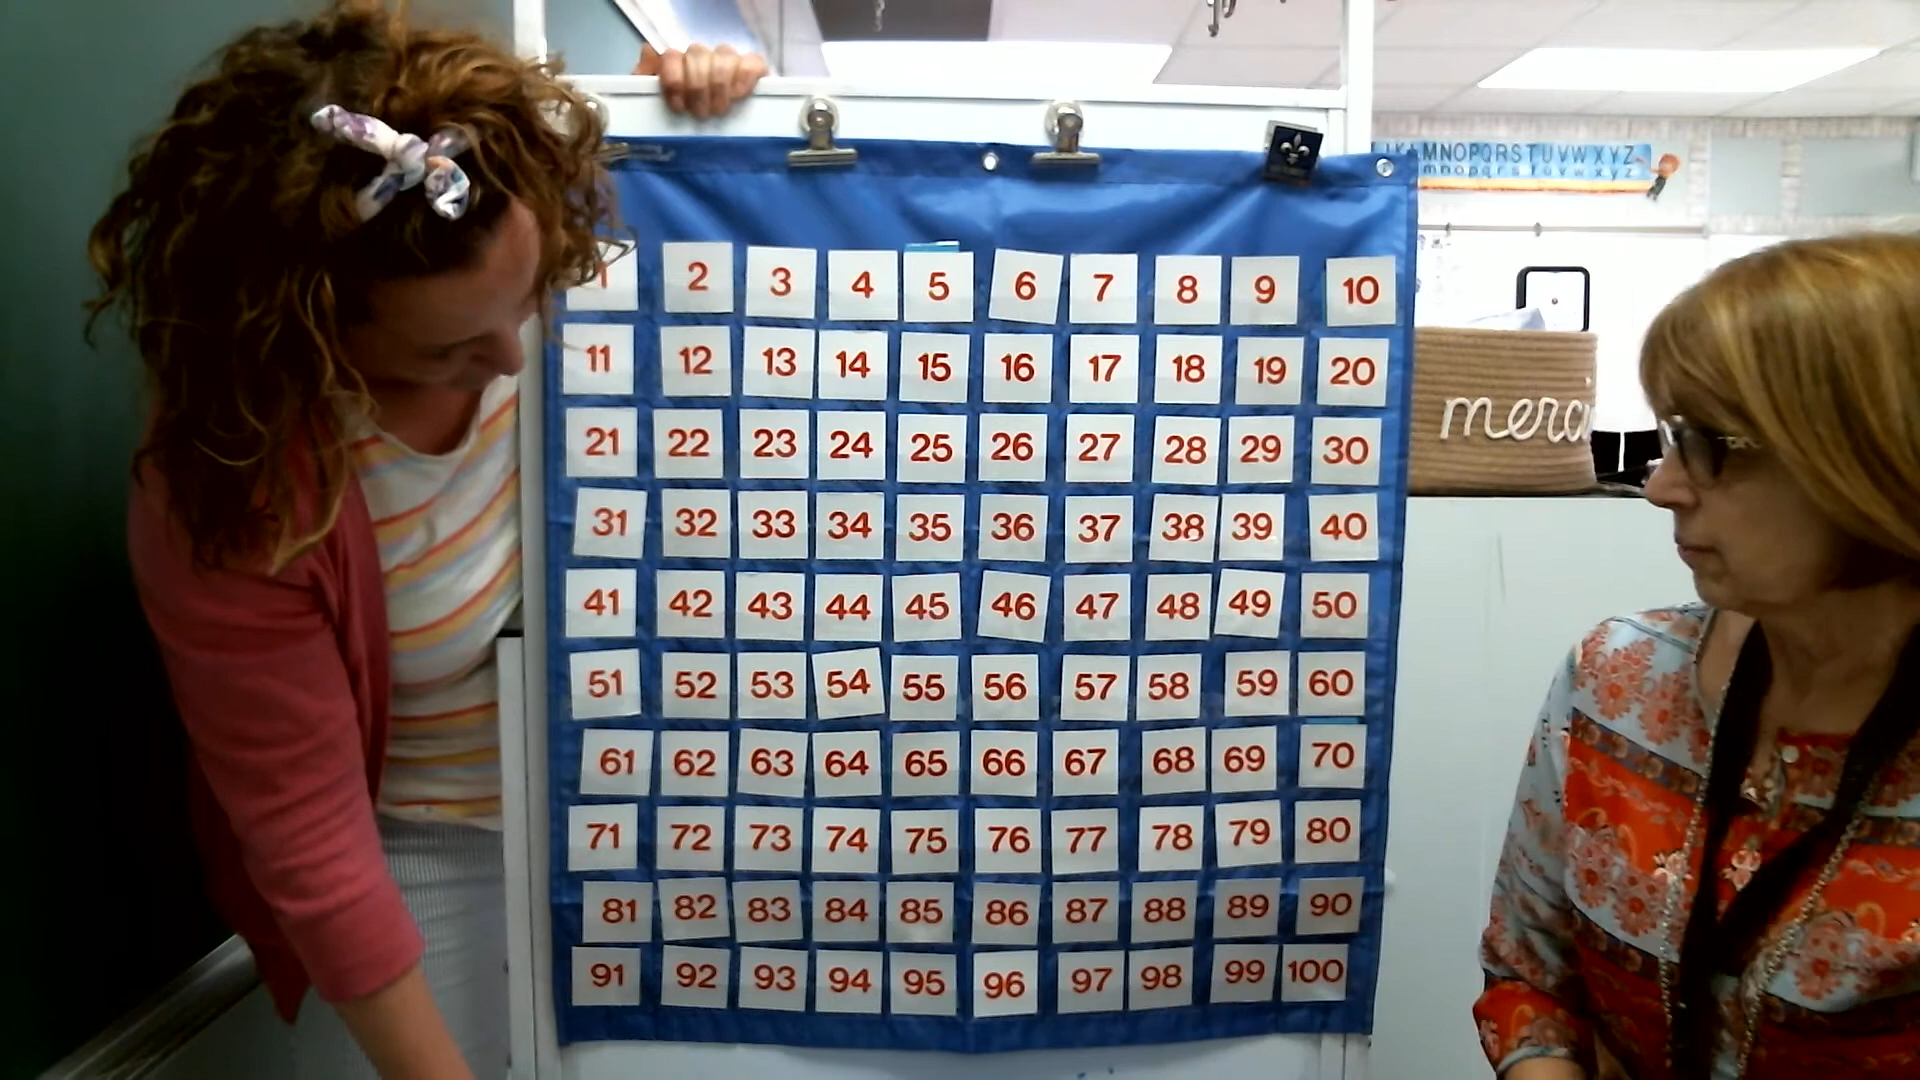 KLMNOPQRSTUVWXYZ
mnopqrstuvwxyz
1 2 3 4 5 6 7 8 9 10
11 12 13 14 15 16 17 18 19 20
21 22 23 24 25 26 27 28 29 30
merci
31 32 33 34 35 36 37 38 39 40
41 42 43 44 45 46 47 48 49 50
51 52 53 54 55 56 57 58 59 60
61 62 63 64 65 66 67 68 69 70
71 72 73 74 75 76 77 78 79 80
81 82 83 84 85 86 87 88 89 90
91 92 93 94 95 96 97 98 99 100